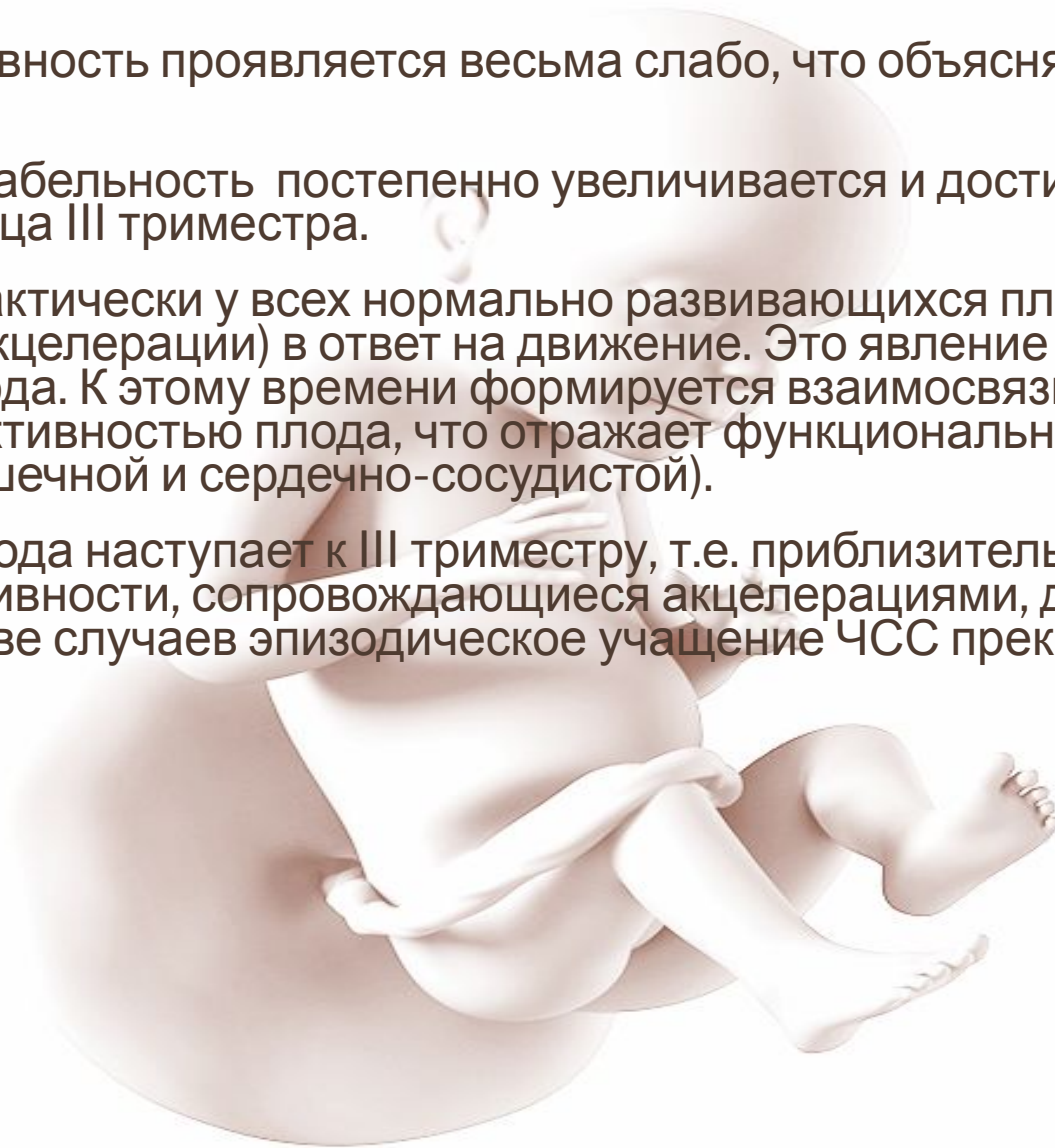 вность проявляется весьма слабо, что объясня
абельность постепенно увеличивается и дости
ца III триместра.
актически у всех нормально развивающихся пл
кцелерации) в ответ на движение. Это явление
ода. К этому времени формируется взаимосвяз
ктивностью плода, что отражает функциональн
шечной и сердечно-сосудистой).
ода наступает к III триместру, т.е. приблизитель
ивности, сопровождающиеся акцелерациями, д
ве случаев эпизодическое учащение ЧСС прек